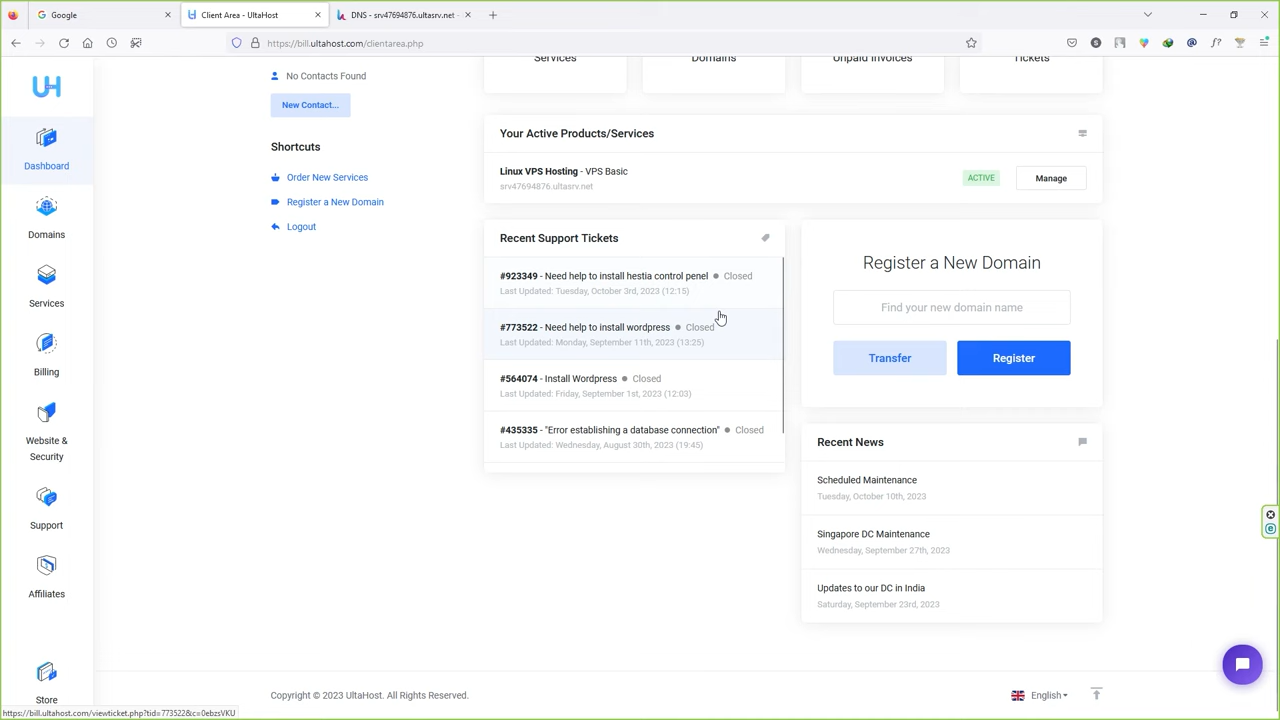 Google
Client Area - UltaHost
DNS - srv47694876.ultasrv.net -
https://bill.ultahost.com/clientarea.php
UH
Dashboard
Domains
Services
Billing
Website &
Security
Support
Affiliates
Store
No Contacts Found
New Contact...
Shortcuts
Order New Services
Register a New Domain
Logout
Services
Domains
Unpaid Invoices
Tickets
Your Active Products/Services
Linux VPS Hosting - VPS Basic
srv47694876.ultasrv.net
ACTIVE
Manage
Recent Support Tickets
#923349 - Need help to install hestia control penel Closed
Last Updated: Tuesday, October 3rd, 2023 (12:15)
#773522 - Need help to install wordpress Closed
Last Updated: Monday, September 11th, 2023 (13:25)
#564074 - Install Wordpress Closed
Last Updated: Friday, September 1st, 2023 (12:03)
#435335 - "Error establishing a database connection" Closed
Last Updated: Wednesday, August 30th, 2023 (19:45)
Register a New Domain
Find your new domain name
Transfer
Register
Recent News
Scheduled Maintenance
Tuesday, October 10th, 2023
Singapore DC Maintenance
Wednesday, September 27th, 2023
Updates to our DC in India
Saturday, September 23rd, 2023
Copyright © 2023 UltaHost. All Rights Reserved.
English
https://bill.ultahost.com/viewticket.php?tid=773522&c=0ebzsVKU